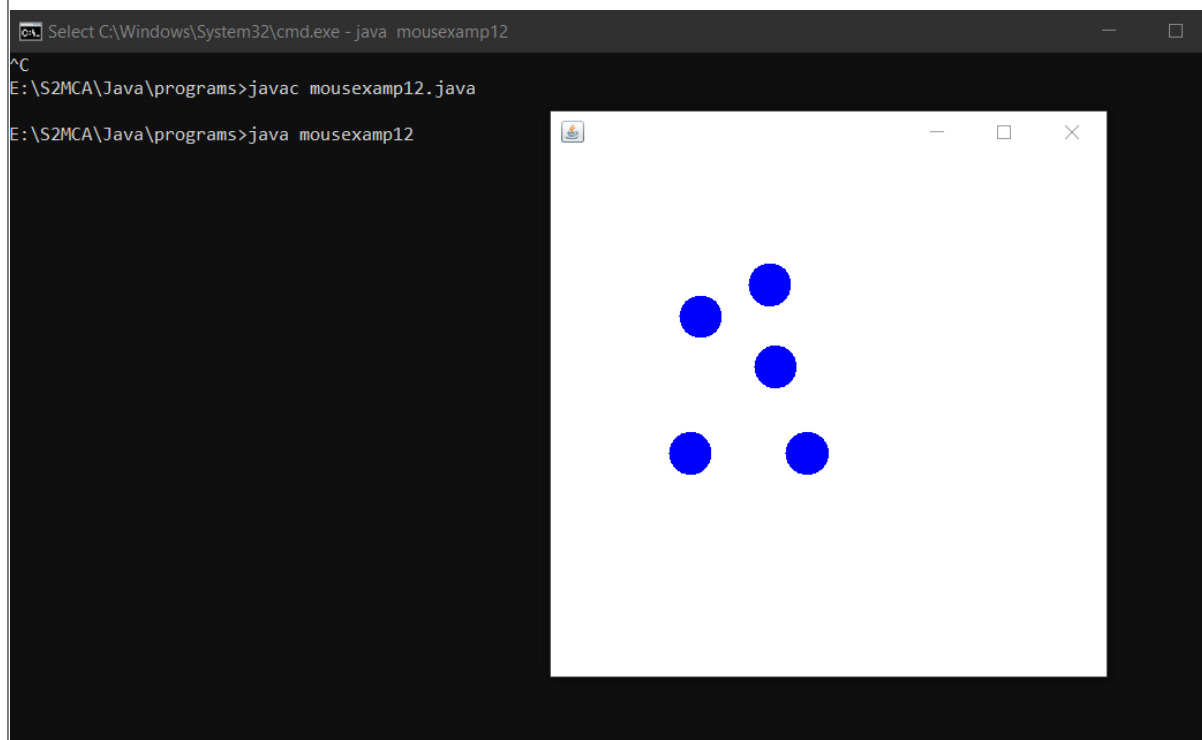 Select C:\Windows\System32\cmd.exe - java  mousexamp12
^C
E:\S2MCA\Java\programs>javac mousexamp12.java
E:\S2MCA\Java\programs>java mousexamp12